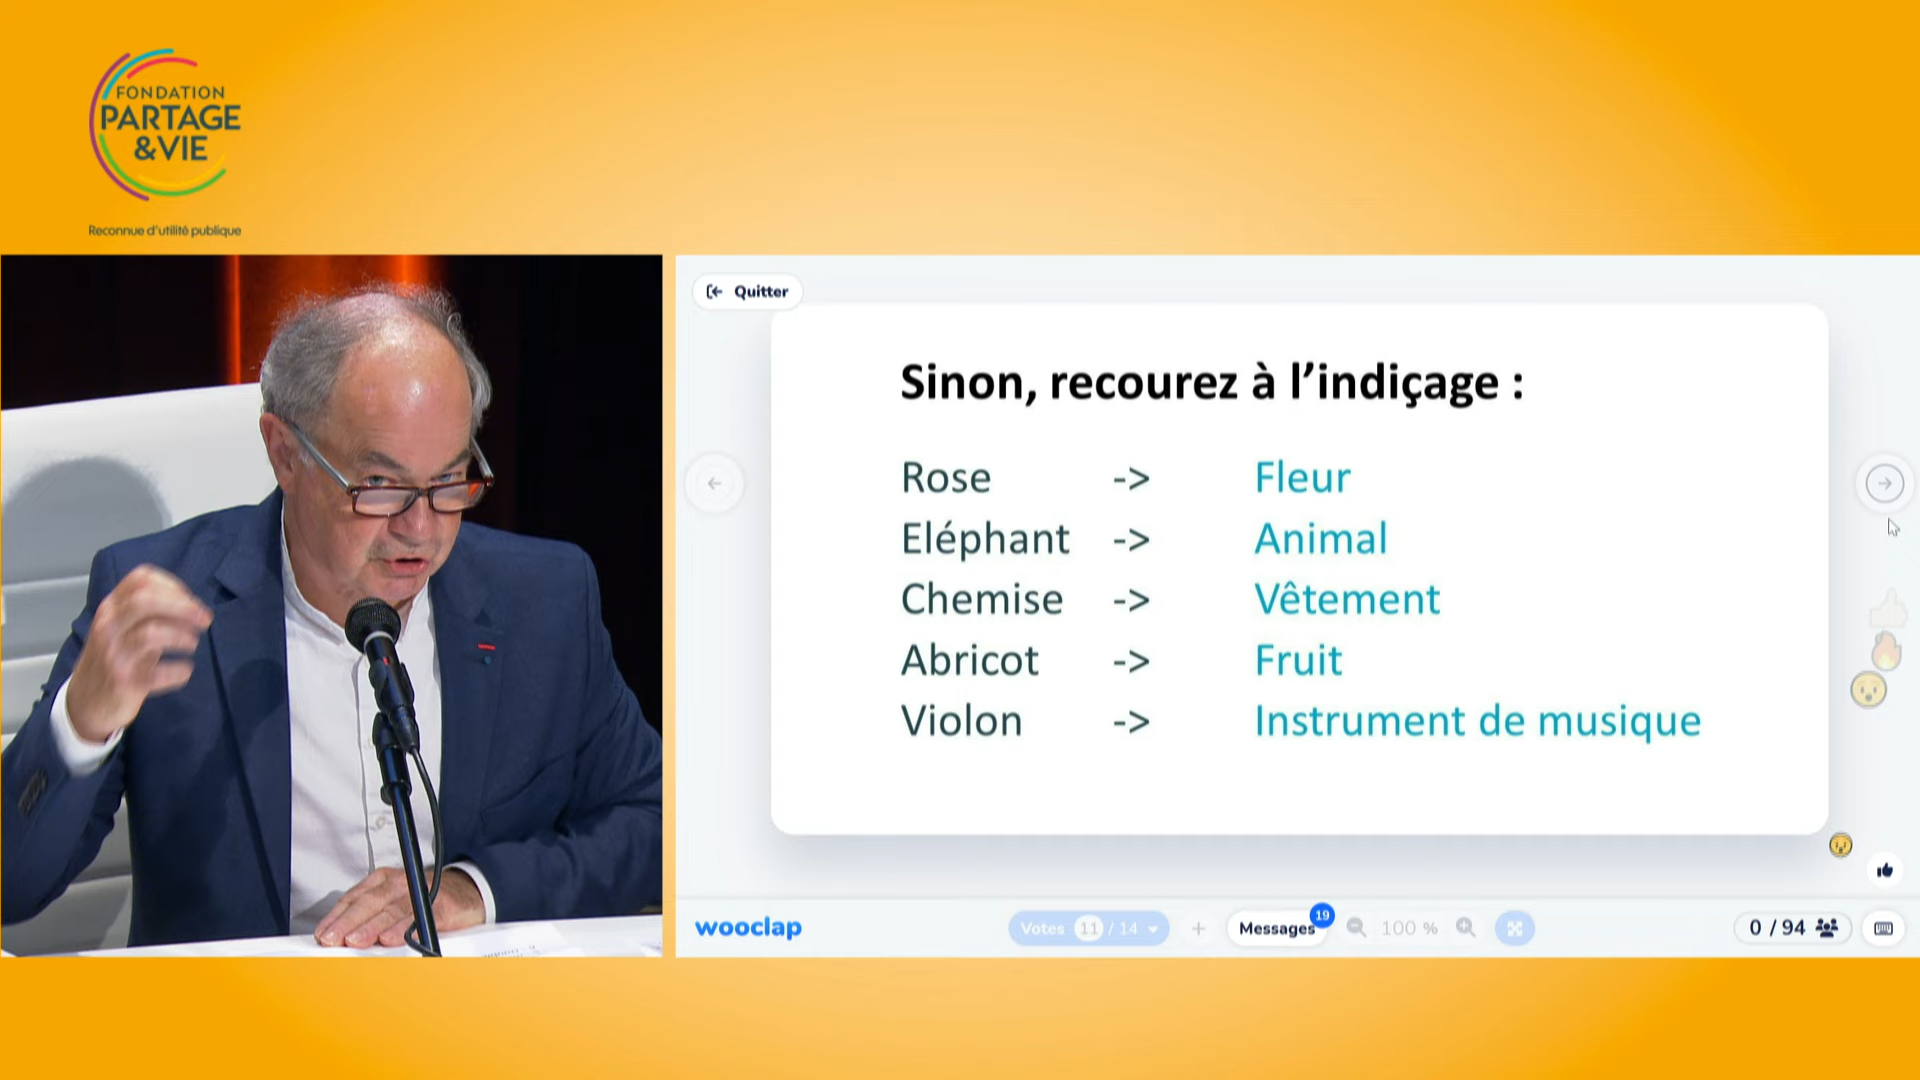 FONDATION
PARTAGE
&VIE
Reconnue d'utilité publique
Quitter
Sinon, recourez à l'indiçage :
Rose -> Fleur
Eléphant -> Animal
Chemise -> Vêtement
Abricot -> Fruit
Violon -> Instrument de musique
wooclap
Votes 11 / 14
+
Messages 19
100 %
0 / 94